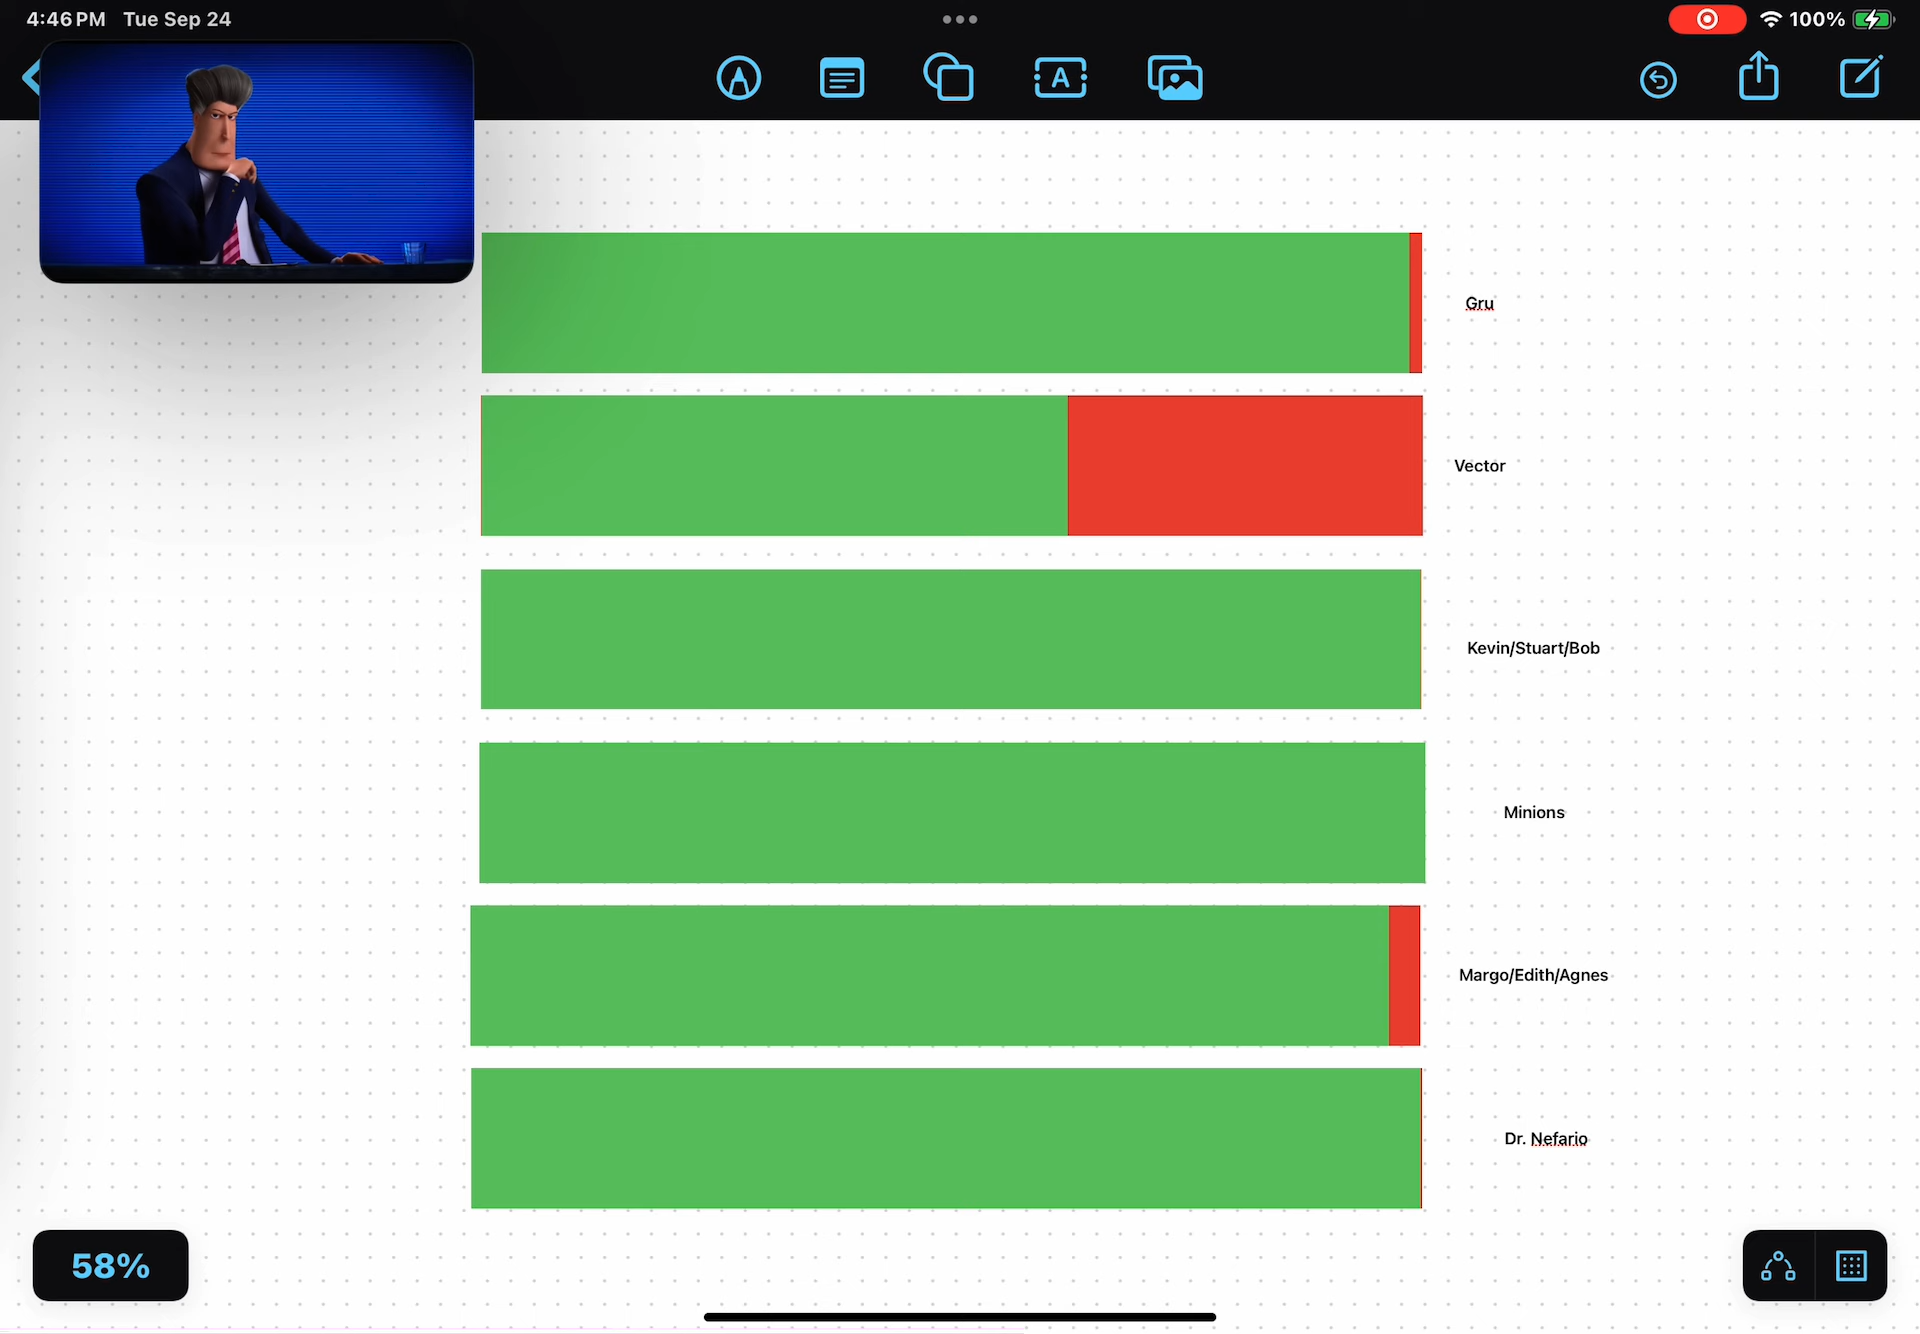 4:46 PM Tue Sep 24
100%
A
Gru
Vector
Kevin/Stuart/Bob
Minions
Margo/Edith/Agnes
Dr. Nefario
58%